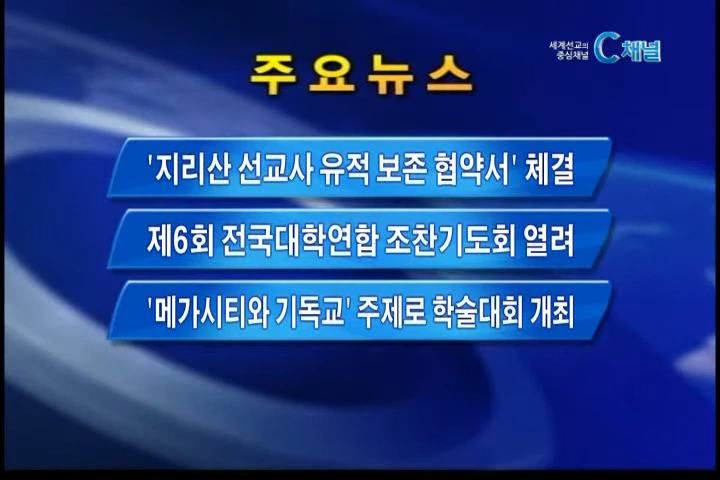 세계선교의
중심채널
C채널
주요뉴스
'지리산 선교사 유적 보존 협약서' 체결
제6회 전국대학연합 조찬기도회 열려
'메가시티와 기독교' 주제로 학술대회 개최